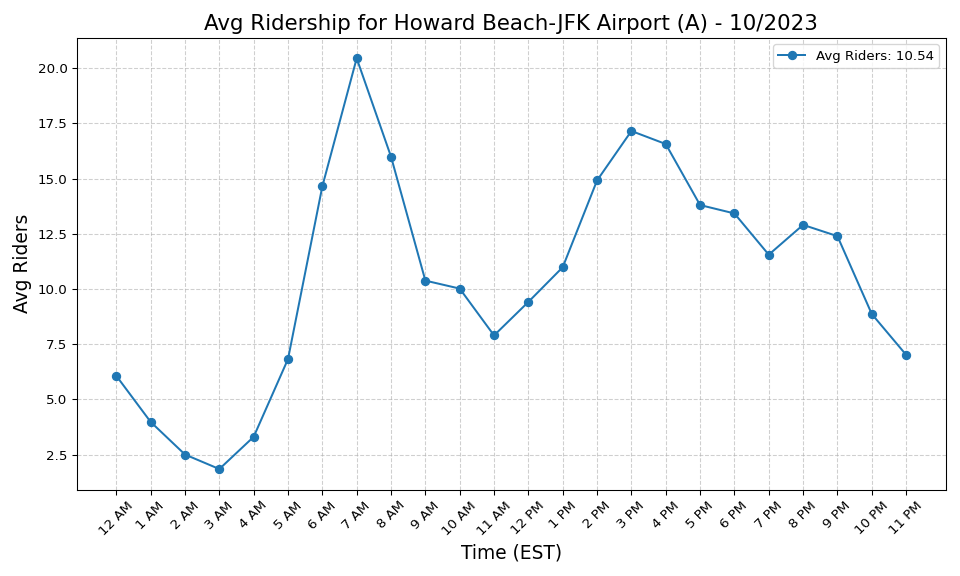 Avg Ridership for Howard Beach-JFK Airport (A) - 10/2023
Avg Riders: 10.54
Avg Riders
20.0
17.5
15.0
12.5
10.0
7.5
5.0
2.5
12 AM
1 AM
2 AM
3 AM
4 AM
5 AM
6 AM
7 AM
8 AM
9 AM
10 AM
11 AM
12 PM
1 PM
2 PM
3 PM
4 PM
5 PM
6 PM
7 PM
8 PM
9 PM
10 PM
11 PM
Time (EST)